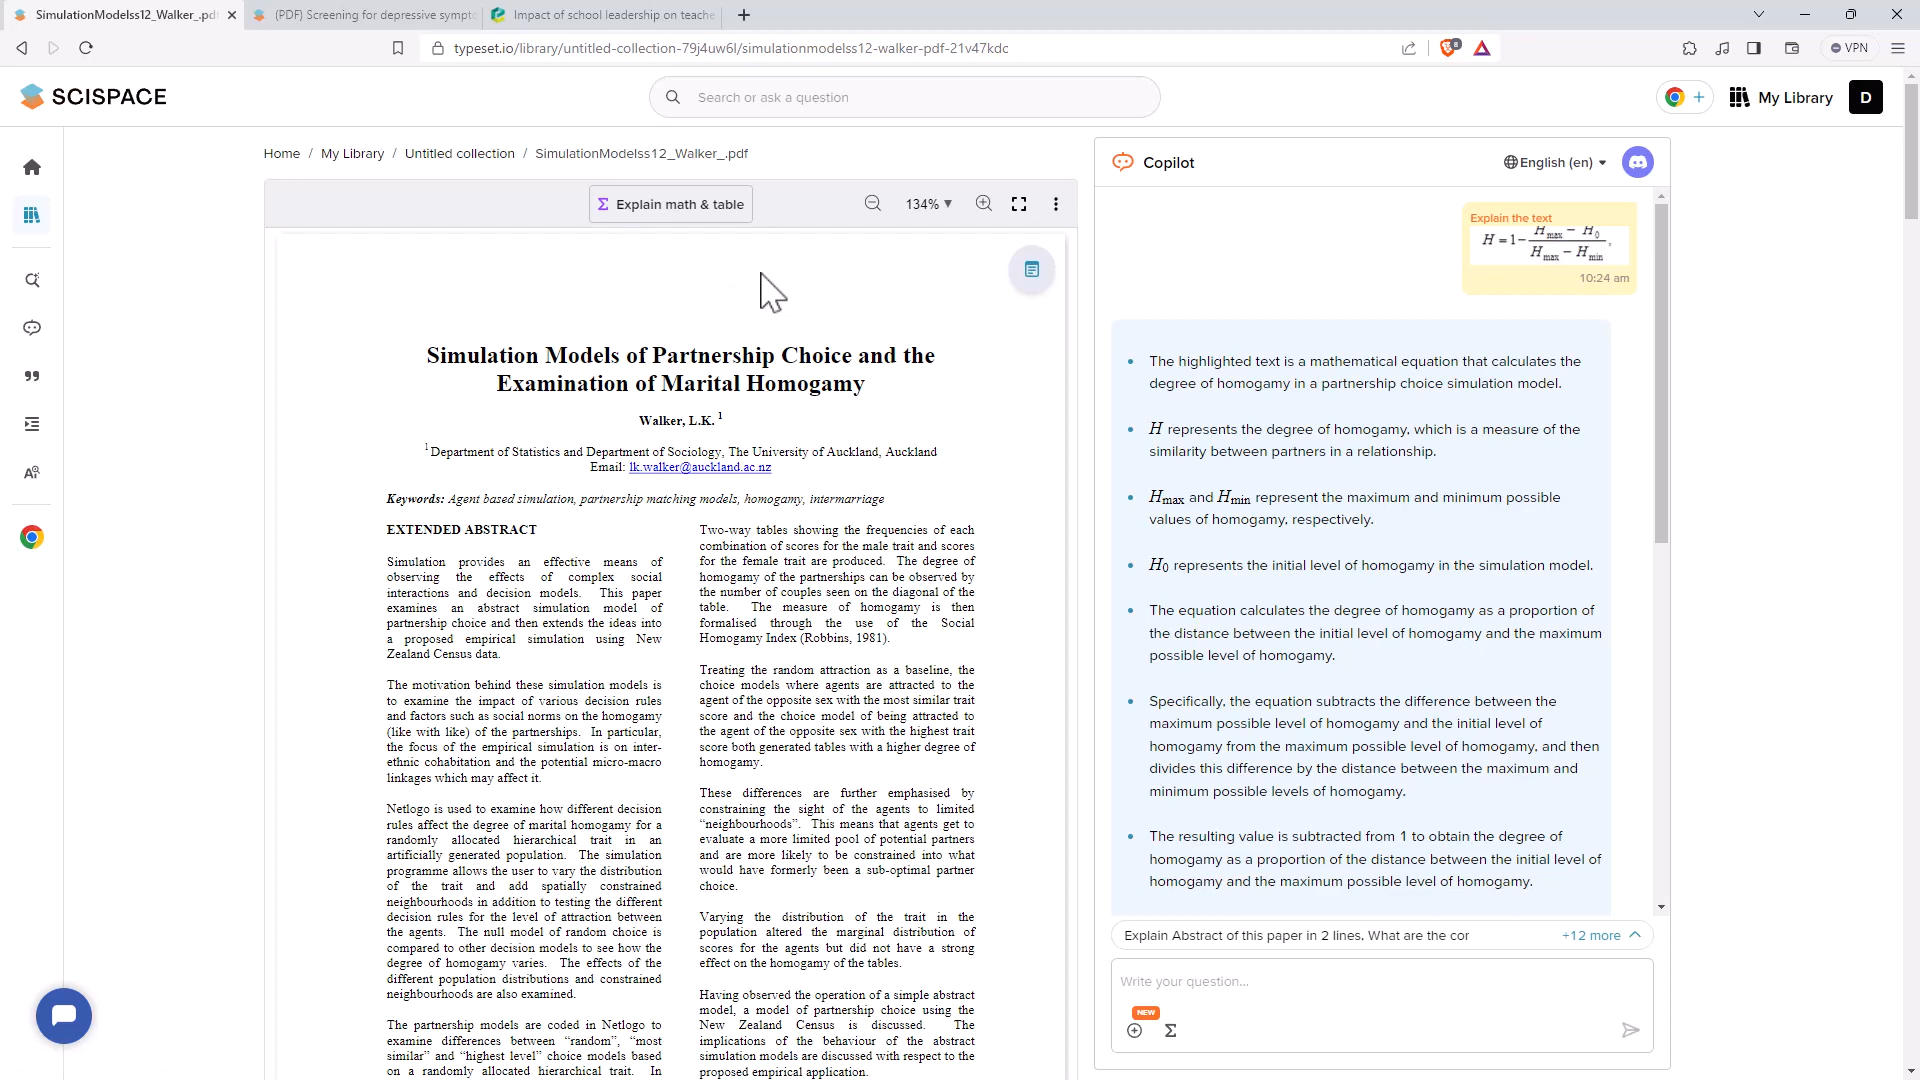 SimulationModelss12_Walker_.pdf
(PDF) Screening for depressive sympto
Impact of school leadership on teache
typeset.io/library/untitled-collection-79j4uw6l/simulationmodelss12-walker-pdf-21v47kdc
8
VPN
SCISPACE
Search or ask a question
My Library
D
Home / My Library / Untitled collection / SimulationModelss12_Walker_.pdf
Σ Explain math & table
134%
Simulation Models of Partnership Choice and the
Examination of Marital Homogamy
Walker, L.K. 1
1 Department of Statistics and Department of Sociology, The University of Auckland, Auckland
Email: lk.walker@auckland.ac.nz
Keywords: Agent based simulation, partnership matching models, homogamy, intermarriage
EXTENDED ABSTRACT
Simulation provides an effective means of
observing the effects of complex social
interactions and decision models. This paper
examines an abstract simulation model of
partnership choice and then extends the ideas into
a proposed empirical simulation using New
Zealand Census data.
The motivation behind these simulation models is
to examine the impact of various decision rules
and factors such as social norms on the homogamy
(like with like) of the partnerships. In particular,
the focus of the empirical simulation is on inter-
ethnic cohabitation and the potential micro-macro
linkages which may affect it.
Netlogo is used to examine how different decision
rules affect the degree of marital homogamy for a
randomly allocated hierarchical trait in an
artificially generated population. The simulation
programme allows the user to vary the distribution
of the trait and add spatially constrained
neighbourhoods in addition to testing the different
decision rules for the level of attraction between
the agents. The null model of random choice is
compared to other decision models to see how the
degree of homogamy varies. The effects of the
different population distributions and constrained
neighbourhoods are also examined.
The partnership models are coded in Netlogo to
examine differences between “random”, “most
similar” and “highest level” choice models based
on a randomly allocated hierarchical trait. In
Two-way tables showing the frequencies of each
combination of scores for the male trait and scores
for the female trait are produced. The degree of
homogamy of the partnerships can be observed by
the number of couples seen on the diagonal of the
table. The measure of homogamy is then
formalised through the use of the Social
Homogamy Index (Robbins, 1981).
Treating the random attraction as a baseline, the
choice models where agents are attracted to the
agent of the opposite sex with the most similar trait
score and the choice model of being attracted to
the agent of the opposite sex with the highest trait
score both generated tables with a higher degree of
homogamy.
These differences are further emphasised by
constraining the sight of the agents to limited
“neighbourhoods”. This means that agents get to
evaluate a more limited pool of potential partners
and are more likely to be constrained into what
would have formerly been a sub-optimal partner
choice.
Varying the distribution of the trait in the
population altered the marginal distribution of
scores for the agents but did not have a strong
effect on the homogamy of the tables.
Having observed the operation of a simple abstract
model, a model of partnership choice using the
New Zealand Census is discussed. The
implications of the behaviour of the abstract
simulation models are discussed with respect to the
proposed empirical application.
Copilot
English (en)
Explain the text
H = 1 - (Hmax - H0) / (Hmax - Hmin),
10:24 am
• The highlighted text is a mathematical equation that calculates the
degree of homogamy in a partnership choice simulation model.
• H represents the degree of homogamy, which is a measure of the
similarity between partners in a relationship.
• Hmax and Hmin represent the maximum and minimum possible
values of homogamy, respectively.
• H0 represents the initial level of homogamy in the simulation model.
• The equation calculates the degree of homogamy as a proportion of
the distance between the initial level of homogamy and the maximum
possible level of homogamy.
• Specifically, the equation subtracts the difference between the
maximum possible level of homogamy and the initial level of
homogamy from the maximum possible level of homogamy, and then
divides this difference by the distance between the maximum and
minimum possible levels of homogamy.
• The resulting value is subtracted from 1 to obtain the degree of
homogamy as a proportion of the distance between the initial level of
homogamy and the maximum possible level of homogamy.
Explain Abstract of this paper in 2 lines, What are the cor
+12 more
Write your question...
NEW
Σ